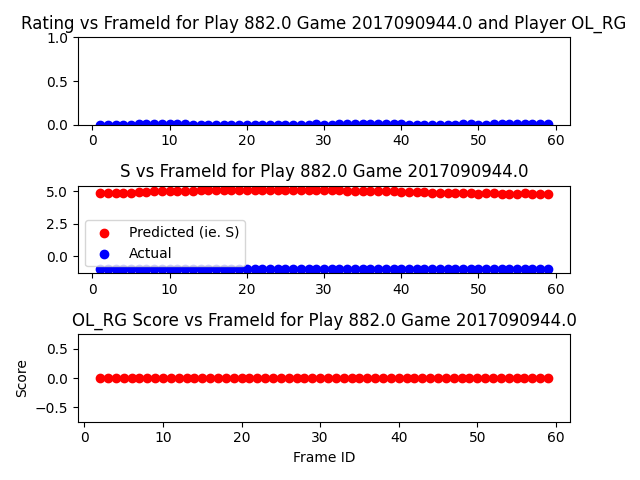 Rating vs FrameId for Play 882.0 Game 2017090944.0 and Player OL_RG
1.0
0.5
0.0
0 10 20 30 40 50 60
S vs FrameId for Play 882.0 Game 2017090944.0
5.0
2.5
0.0
Predicted (ie. S)
Actual
0 10 20 30 40 50 60
OL_RG Score vs FrameId for Play 882.0 Game 2017090944.0
Score
0.5
0.0
−0.5
0 10 20 30 40 50 60
Frame ID